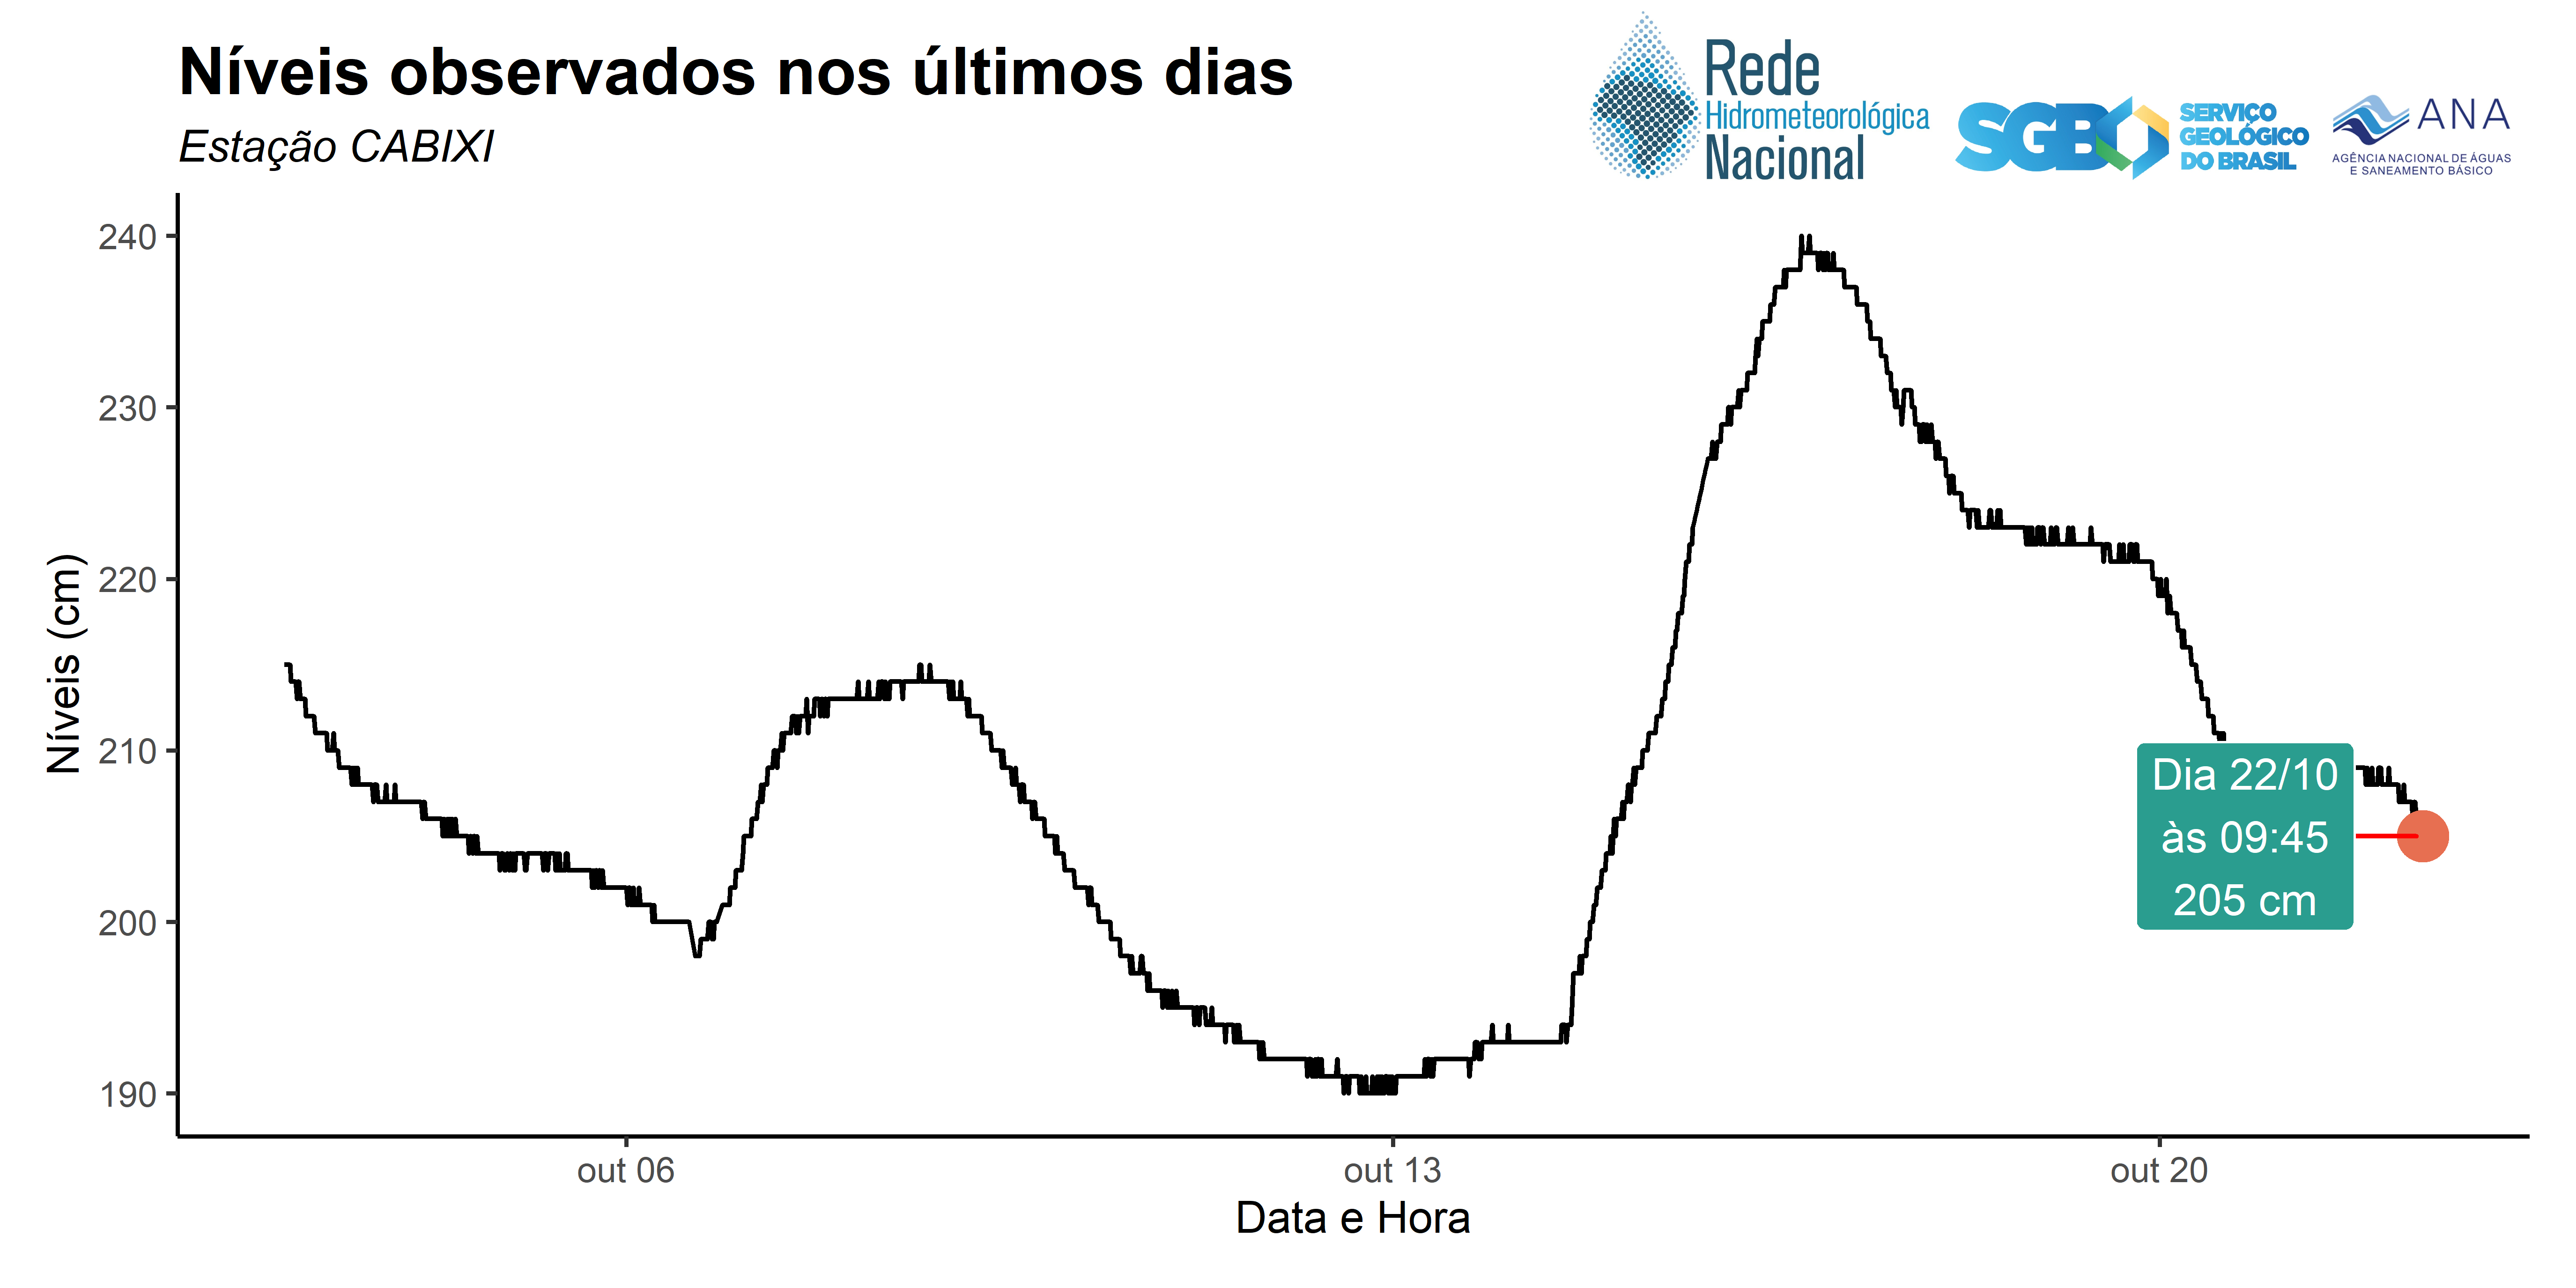 Níveis observados nos últimos dias
Estação CABIXI
Rede
Hidrometeorológica
Nacional
SGB
SERVIÇO
GEOLÓGICO
DO BRASIL
ANA
AGÊNCIA NACIONAL DE ÁGUAS
E SANEAMENTO BÁSICO
Níveis (cm)
240
230
220
210
200
190
Dia 22/10
às 09:45
205 cm
out 06
out 13
out 20
Data e Hora